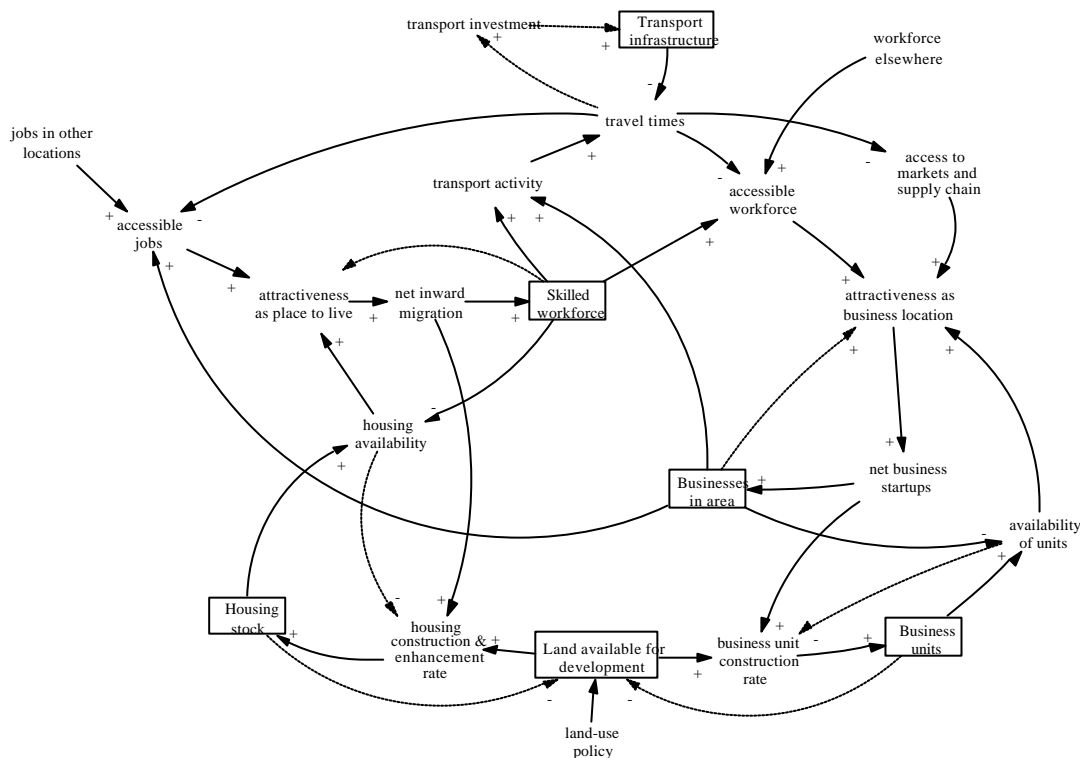 transport investment
Transport
infrastructure
workforce
elsewhere
+
+
-
travel times
jobs in other
locations
+
-
access to
markets and
supply chain
transport activity
-
+
accessible
workforce
+
accessible
jobs
-
+
+
+
+
+
+
attractiveness
as place to live
net inward
migration
Skilled
workforce
+
attractiveness as
business location
+
+
+
+
+
-
housing
availability
+
+
net business
startups
Businesses
in area
+
availability
of units
-
+
-
+
Housing
stock
+
housing
construction &
enhancement
rate
+
Land available for
development
+
business unit
construction
rate
+
-
+
Business
units
-
-
land-use
policy